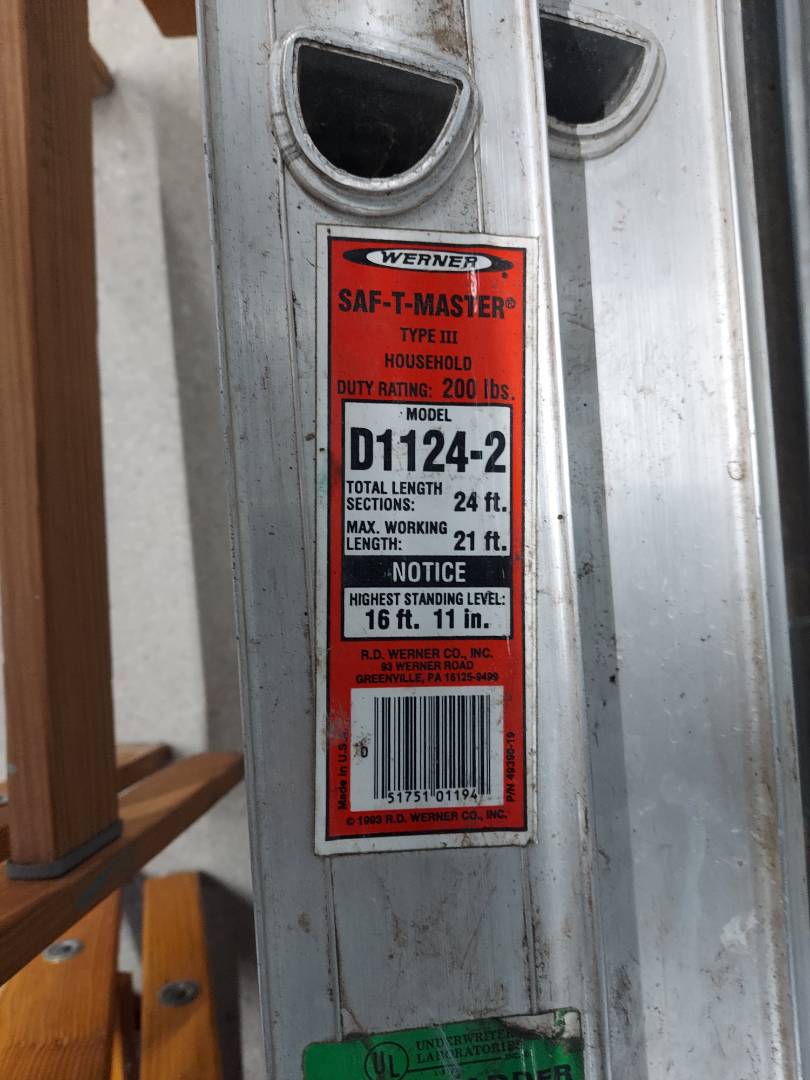 WERNER
SAF-T-MASTER®
TYPE III
HOUSEHOLD
DUTY RATING: 200 lbs.
MODEL
D1124-2
TOTAL LENGTH
SECTIONS: 24 ft.
MAX. WORKING
LENGTH: 21 ft.
NOTICE
HIGHEST STANDING LEVEL:
16 ft. 11 in.
R.D. WERNER CO., INC.
93 WERNER ROAD
GREENVILLE, PA 16125-9499
Made in U.S.A.
0
51751 01194
P/N 49390-19
© 1993 R.D. WERNER CO., INC.
UL
UNDERWRITERS
LABORATORIES